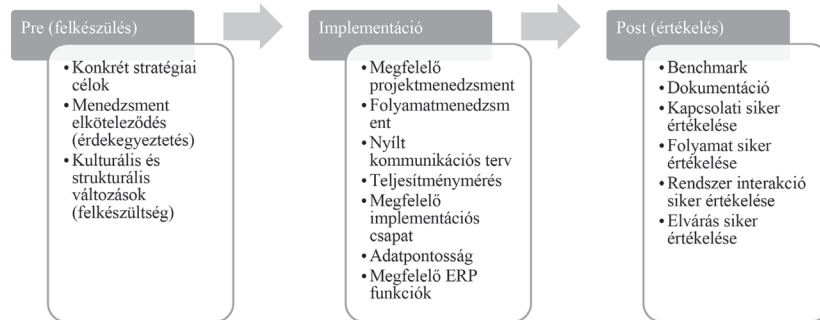 Pre (felkészülés)
• Konkrét stratégiai
célok
• Menedzsment
elköteleződés
(érdekegyeztetés)
• Kulturális és
strukturális
változások
(felkészültség)
Implementáció
• Megfelelő
projektmenedzsment
• Folyamatmenedzsm
ent
• Nyílt
kommunikációs terv
• Teljesítménymérés
• Megfelelő
implementációs
csapat
• Adatpontosság
• Megfelelő ERP
funkciók
Post (értékelés)
• Benchmark
• Dokumentáció
• Kapcsolati siker
értékelése
• Folyamat siker
értékelése
• Rendszer interakció
siker értékelése
• Elvárás siker
értékelése